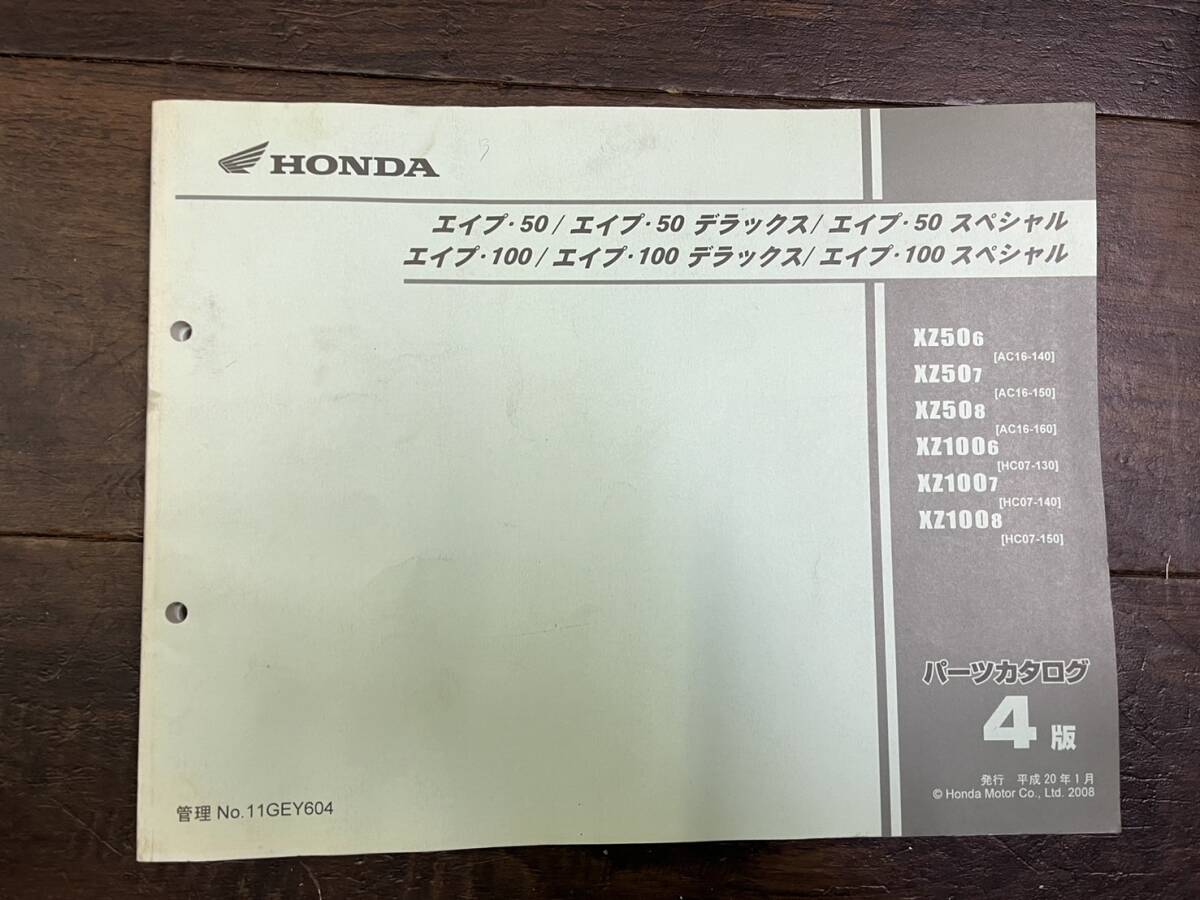 HONDA
エイプ・50 / エイプ・50 デラックス / エイプ・50 スペシャル
エイプ・100 / エイプ・100 デラックス / エイプ・100 スペシャル
XZ506
[AC16-140]
XZ507
[AC16-150]
XZ508
[AC16-160]
XZ1006
[HC07-130]
XZ1007
[HC07-140]
XZ1008
[HC07-150]
パーツカタログ
4 版
発行 平成 20 年 1 月
© Honda Motor Co., Ltd. 2008
管理 No.11GEY604